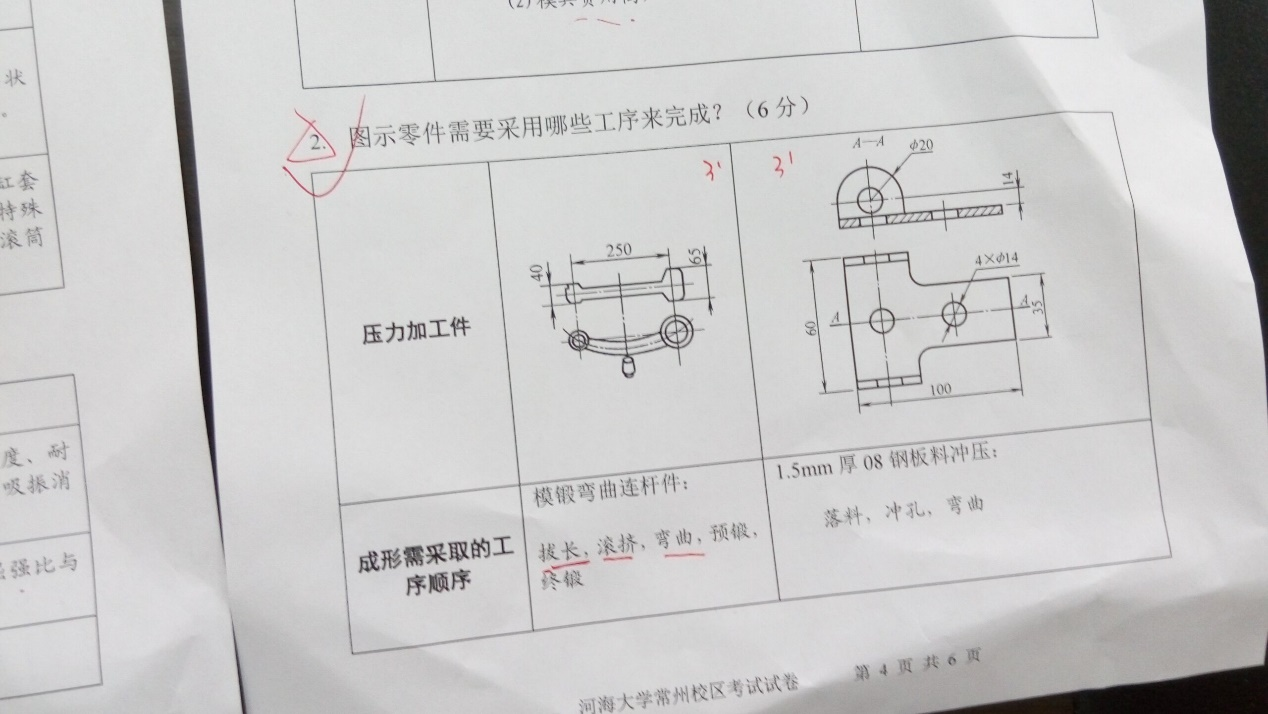 状
。
缸套
特殊
滚筒
度、耐
吸振消
强比与
2. 图示零件需要采用哪些工序来完成？（6 分）
3'
3'
压力加工件
250
40
65
A—A
Φ20
14
4×Φ14
A
A
60
35
100
成形需采取的工
序顺序
模锻弯曲连杆件：
拔长，滚挤，弯曲，预锻，
终锻
1.5mm 厚 08 钢板料冲压：
落料，冲孔，弯曲
河海大学常州校区考试试卷
第 4 页 共 6 页